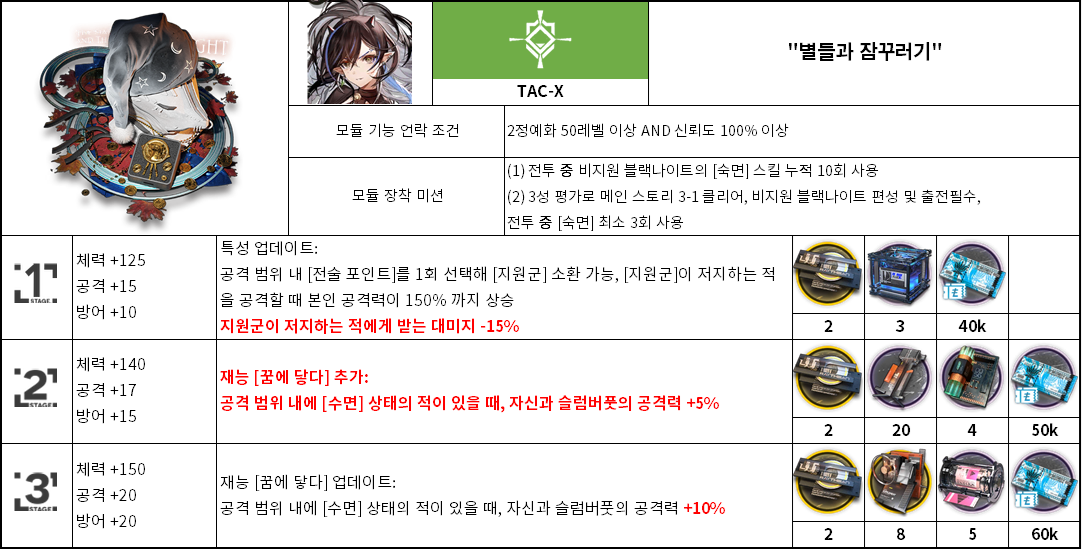 "별들과 잠꾸러기"
TAC-X
모듈 기능 언락 조건
2정예화 50레벨 이상 AND 신뢰도 100% 이상
모듈 장착 미션
(1) 전투 중 비지원 블랙나이트의 [숙면] 스킬 누적 10회 사용
(2) 3성 평가로 메인 스토리 3-1 클리어, 비지원 블랙나이트 편성 및 출전필수,
전투 중 [숙면] 최소 3회 사용
1
STAGE
체력 +125
공격 +15
방어 +10
특성 업데이트:
공격 범위 내 [전술 포인트]를 1회 선택해 [지원군] 소환 가능, [지원군]이 저지하는 적
을 공격할 때 본인 공격력이 150% 까지 상승
지원군이 저지하는 적에게 받는 대미지 -15%
2
3
40k
2
STAGE
체력 +140
공격 +17
방어 +15
재능 [꿈에 닿다] 추가:
공격 범위 내에 [수면] 상태의 적이 있을 때, 자신과 슬럼버풋의 공격력 +5%
2
20
4
50k
3
STAGE
체력 +150
공격 +20
방어 +20
재능 [꿈에 닿다] 업데이트:
공격 범위 내에 [수면] 상태의 적이 있을 때, 자신과 슬럼버풋의 공격력 +10%
2
8
5
60k